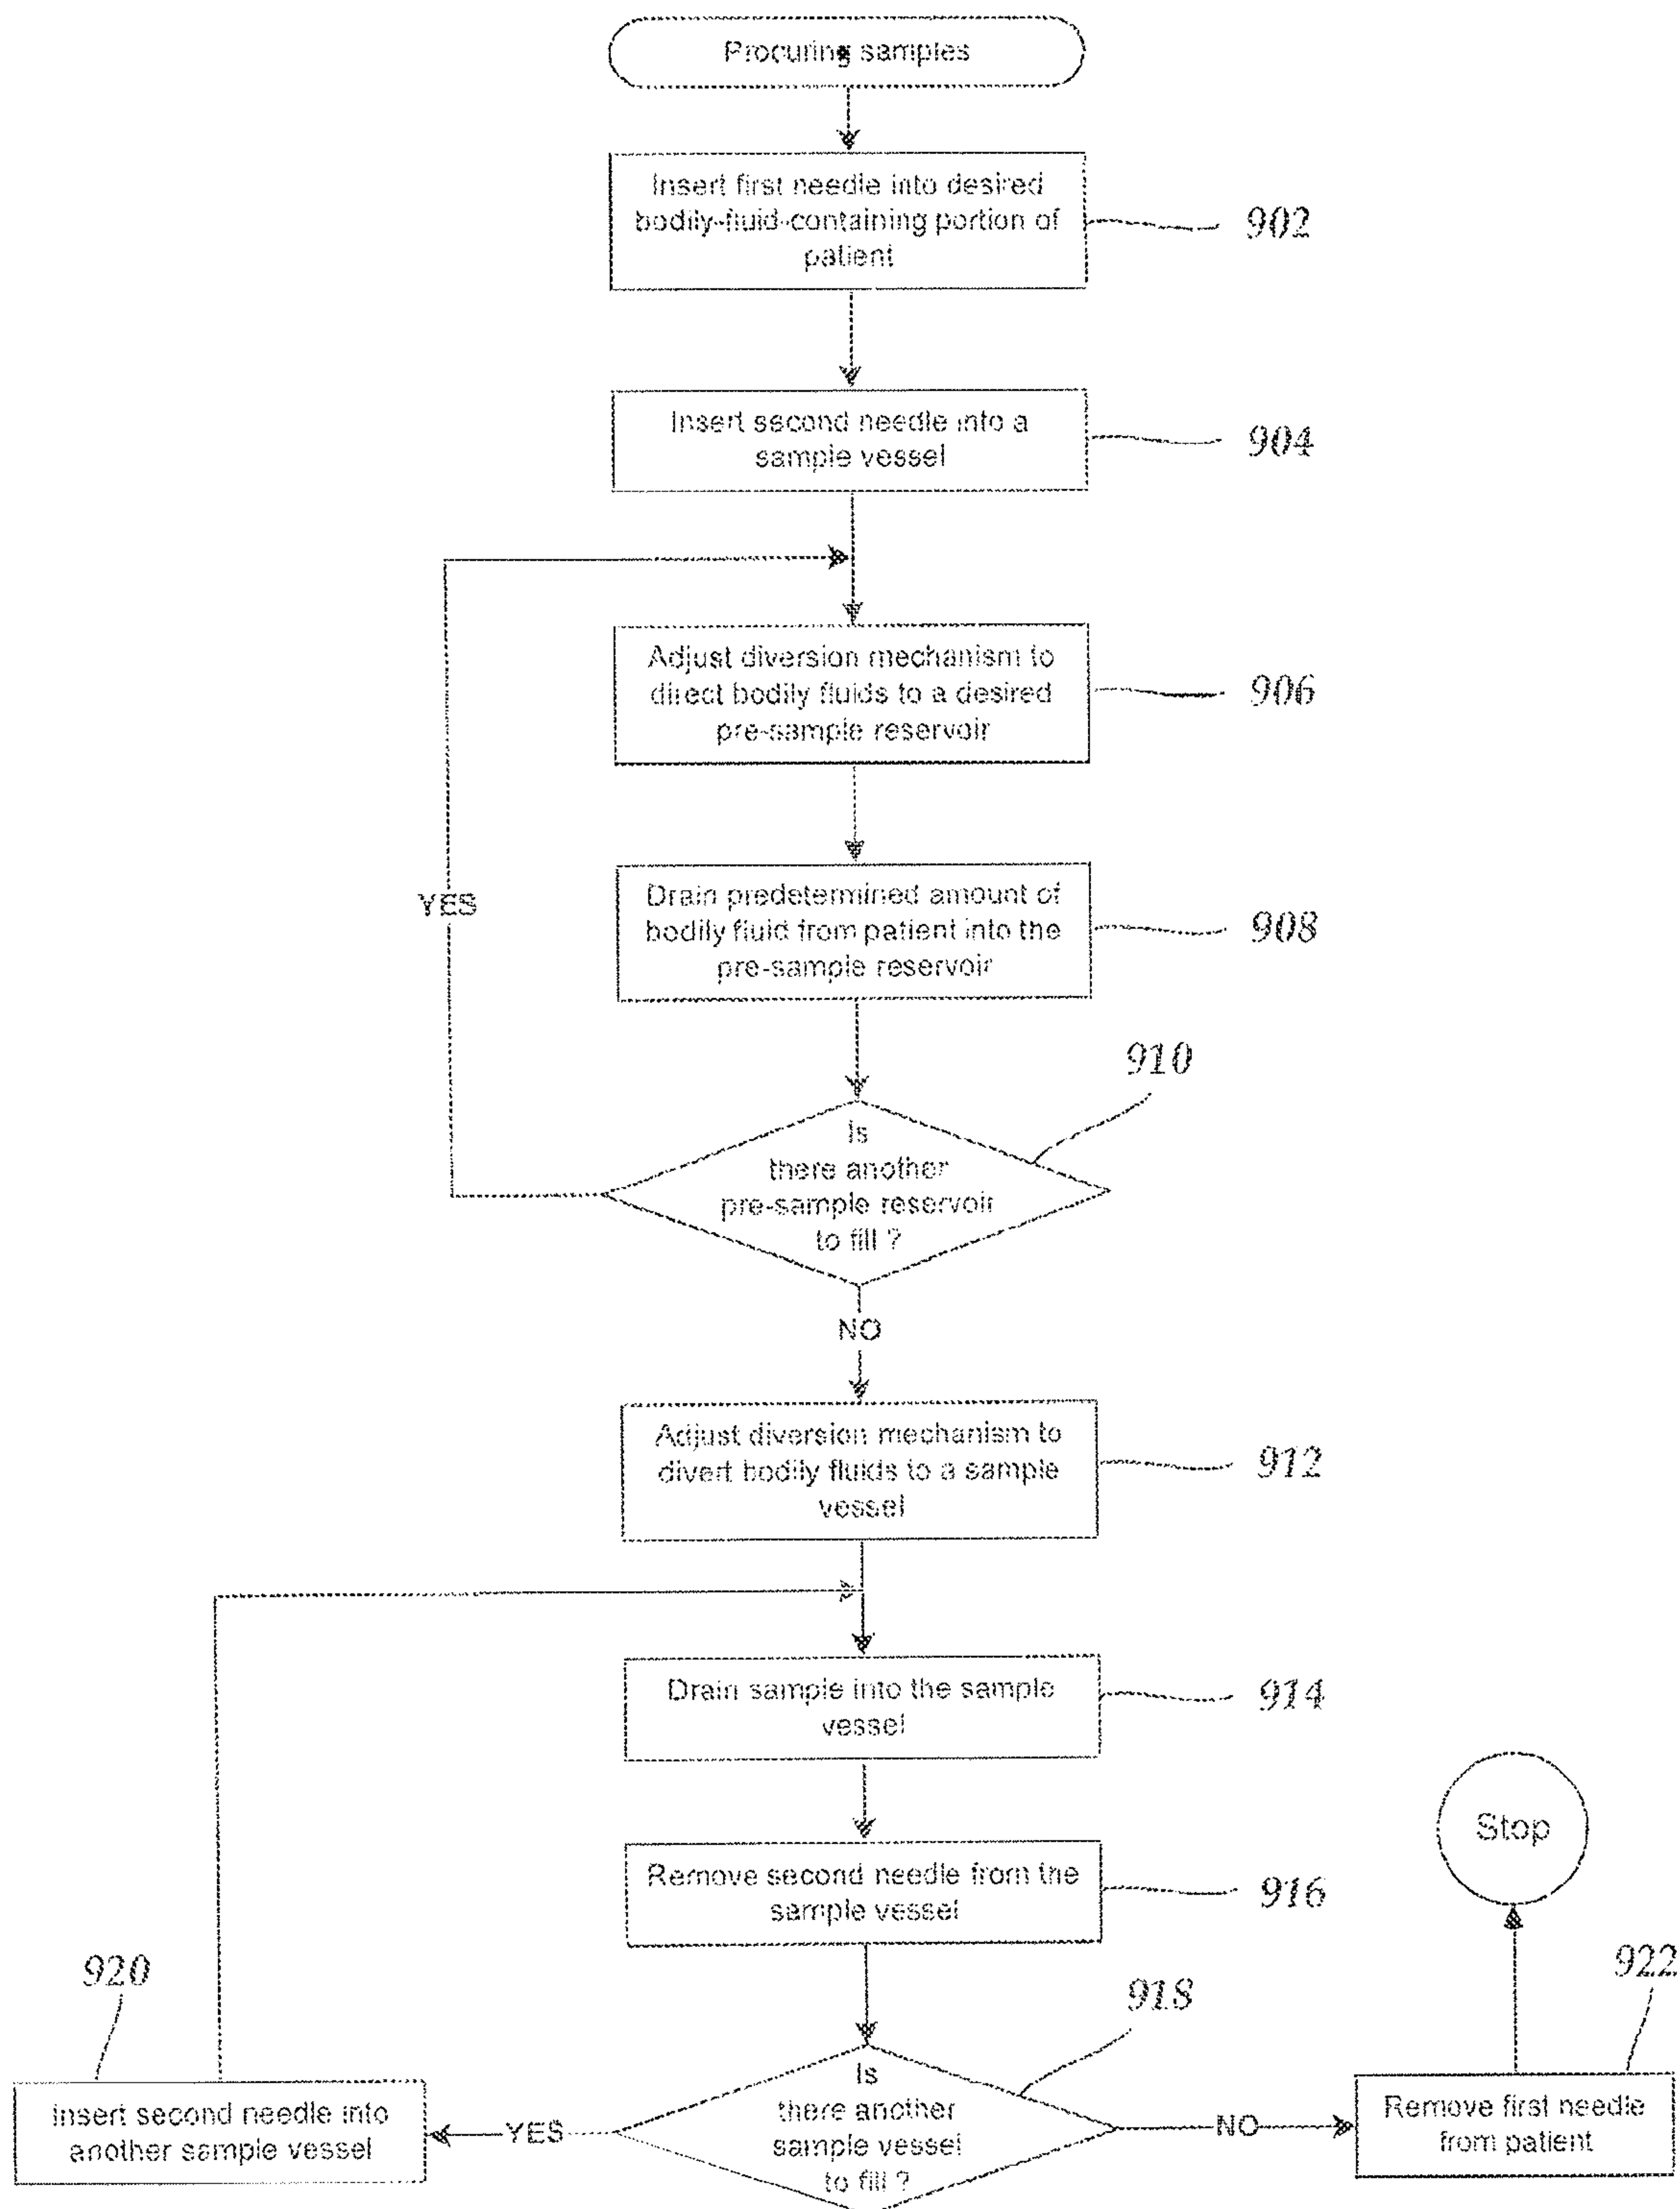 Procuring samples
Insert first needle into desired
bodily-fluid-containing portion of
patient
902
Insert second needle into a
sample vessel
904
Adjust diversion mechanism to
direct bodily fluids to a desired
pre-sample reservoir
906
YES
Drain predetermined amount of
bodily fluid from patient into the
pre-sample reservoir
908
910
Is
there another
pre-sample reservoir
to fill ?
NO
Adjust diversion mechanism to
divert bodily fluids to a sample
vessel
912
Drain sample into the sample
vessel
914
Stop
Remove second needle from the
sample vessel
916
920
918
922
Insert second needle into
another sample vessel
YES
Is
there another
sample vessel
to fill ?
NO
Remove first needle
from patient